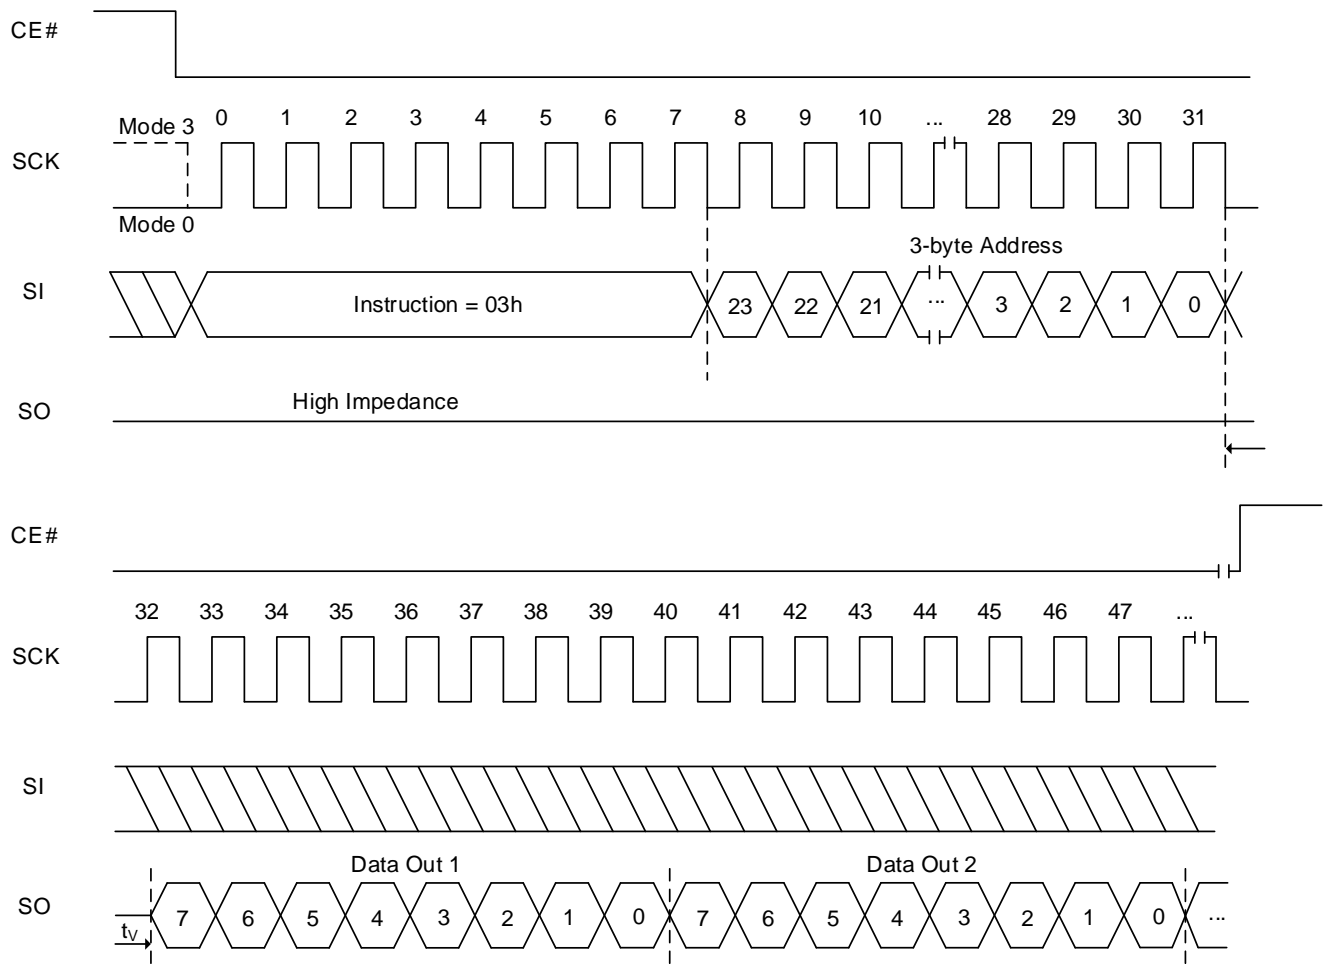 CE#
Mode 3 0 1 2 3 4 5 6 7 8 9 10 ... 28 29 30 31
SCK
Mode 0
3-byte Address
SI Instruction = 03h 23 22 21 ... 3 2 1 0
SO High Impedance
CE#
32 33 34 35 36 37 38 39 40 41 42 43 44 45 46 47 ...
SCK
SI
Data Out 1 Data Out 2
SO 7 6 5 4 3 2 1 0 7 6 5 4 3 2 1 0 ...
tV